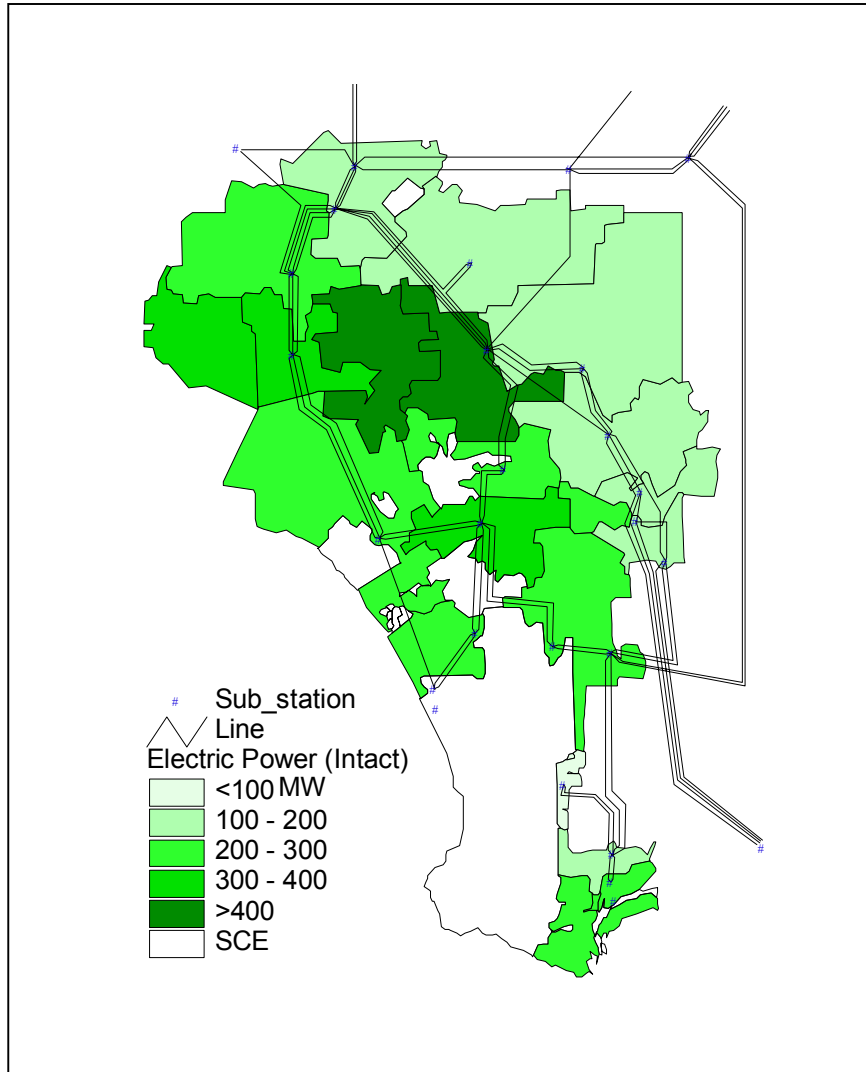 # Sub_station
Line
Electric Power (Intact)
<100 MW
100 - 200
200 - 300
300 - 400
>400
SCE